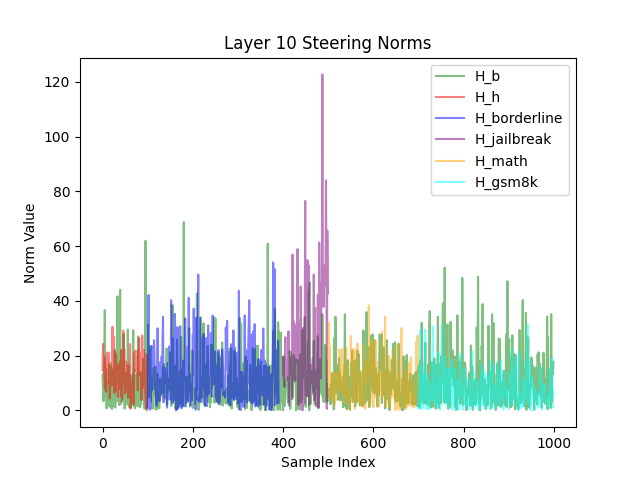 Layer 10 Steering Norms
H_b
H_h
H_borderline
H_jailbreak
H_math
H_gsm8k
Norm Value
120
100
80
60
40
20
0
0 200 400 600 800 1000
Sample Index